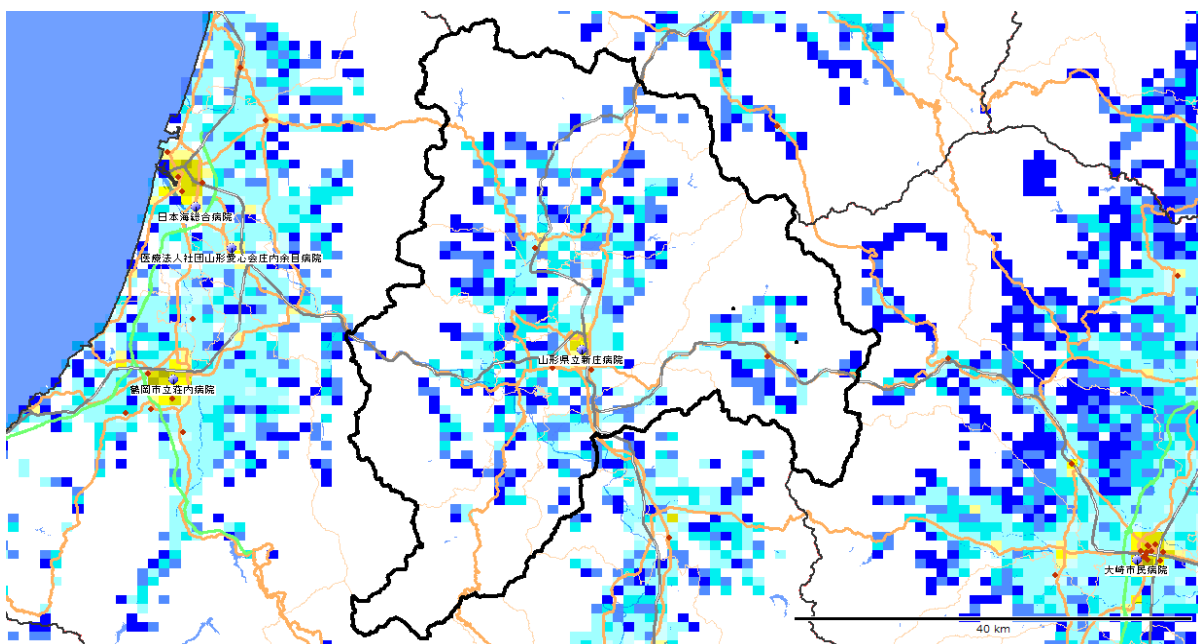 日本海総合病院
医療法人社団山形愛心会庄内余目病院
山形県立新庄病院
鶴岡市立荘内病院
大崎市民病院
40 km